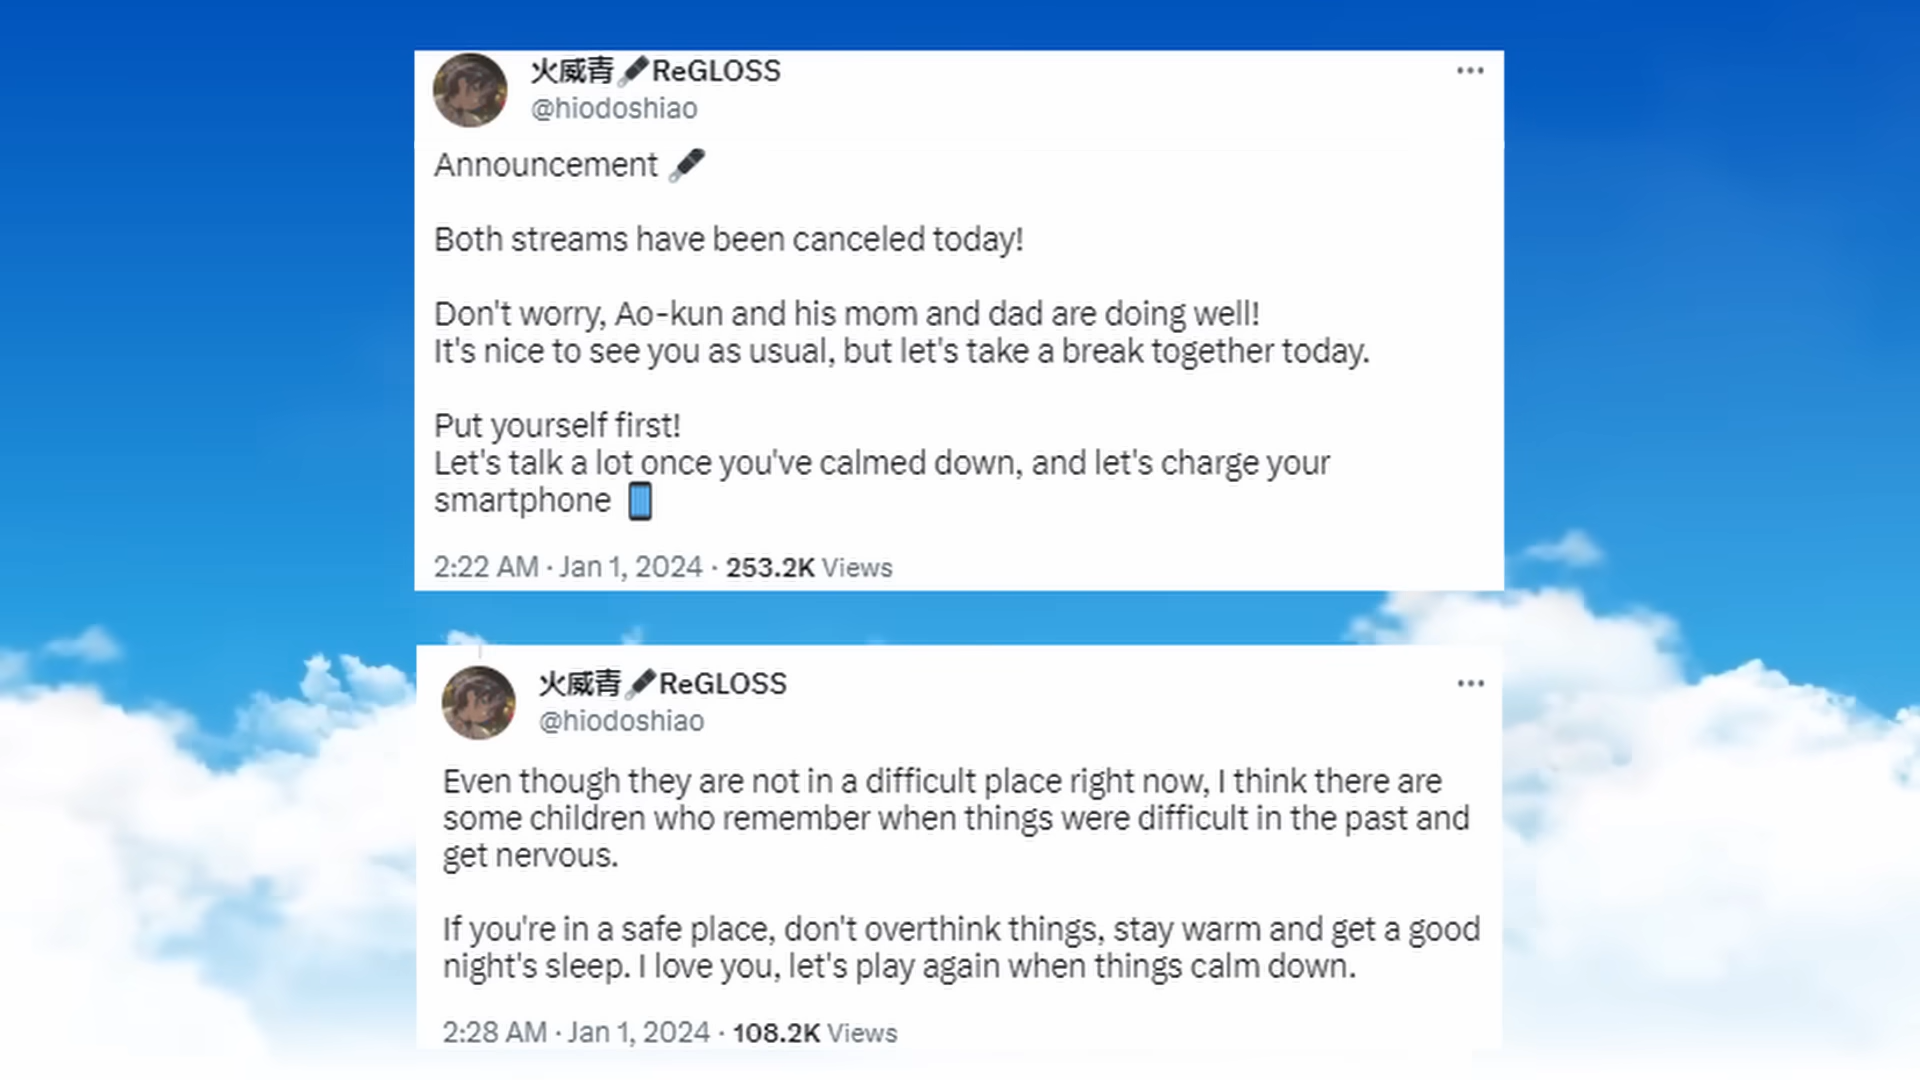 火威青🖋️ReGLOSS
@hiodoshiao
Announcement 🖋️
Both streams have been canceled today!
Don't worry, Ao-kun and his mom and dad are doing well!
It's nice to see you as usual, but let's take a break together today.
Put yourself first!
Let's talk a lot once you've calmed down, and let's charge your
smartphone 📱
2:22 AM · Jan 1, 2024 · 253.2K Views
火威青🖋️ReGLOSS
@hiodoshiao
Even though they are not in a difficult place right now, I think there are
some children who remember when things were difficult in the past and
get nervous.
If you're in a safe place, don't overthink things, stay warm and get a good
night's sleep. I love you, let's play again when things calm down.
2:28 AM · Jan 1, 2024 · 108.2K Views